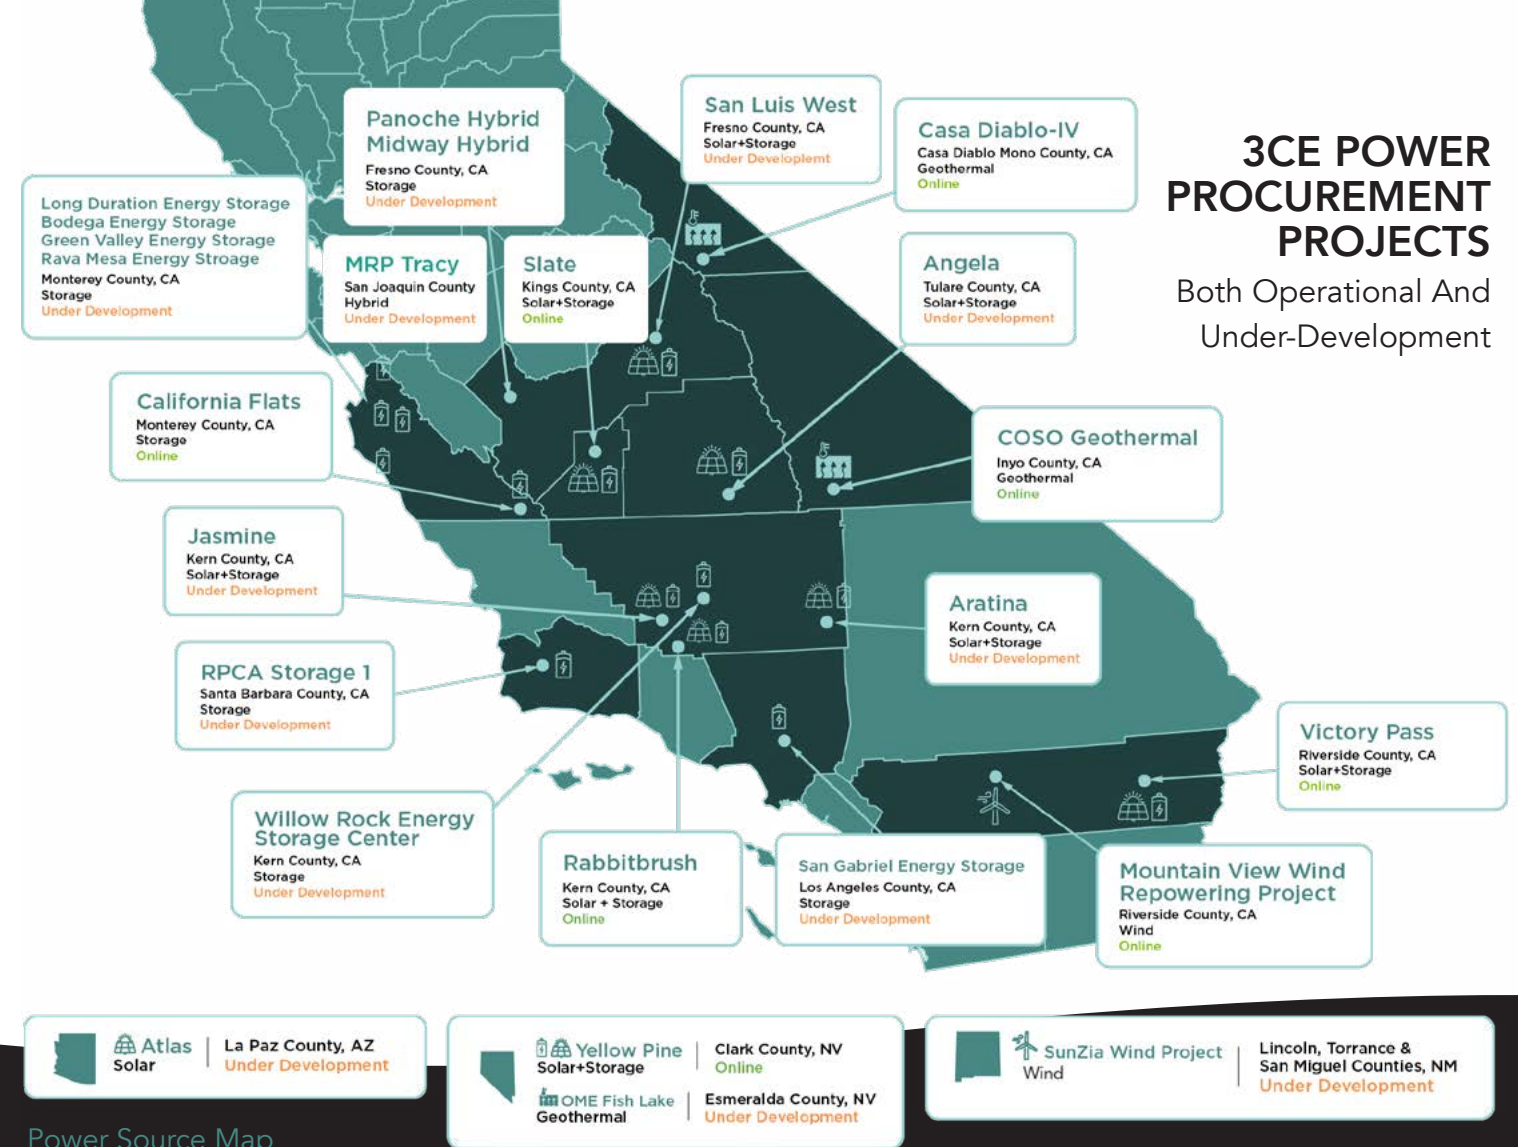 3CE POWER
PROCUREMENT
PROJECTS
Both Operational And
Under-Development
Panoche Hybrid
Midway Hybrid
Fresno County, CA
Storage
Under Development
San Luis West
Fresno County, CA
Solar+Storage
Under Developlemt
Casa Diablo-IV
Casa Diablo Mono County, CA
Geothermal
Online
Long Duration Energy Storage
Bodega Energy Storage
Green Valley Energy Storage
Rava Mesa Energy Stroage
Monterey County, CA
Storage
Under Development
MRP Tracy
San Joaquin County
Hybrid
Under Development
Slate
Kings County, CA
Solar+Storage
Online
Angela
Tulare County, CA
Solar+Storage
Under Development
California Flats
Monterey County, CA
Storage
Online
COSO Geothermal
Inyo County, CA
Geothermal
Online
Jasmine
Kern County, CA
Solar+Storage
Under Development
Aratina
Kern County, CA
Solar+Storage
Under Development
RPCA Storage 1
Santa Barbara County, CA
Storage
Under Development
Victory Pass
Riverside County, CA
Solar+Storage
Online
Willow Rock Energy
Storage Center
Kern County, CA
Storage
Under Development
Rabbitbrush
Kern County, CA
Solar + Storage
Online
San Gabriel Energy Storage
Los Angeles County, CA
Storage
Under Development
Mountain View Wind
Repowering Project
Riverside County, CA
Wind
Online
Atlas
Solar
La Paz County, AZ
Under Development
Yellow Pine
Solar+Storage
Clark County, NV
Online
OME Fish Lake
Geothermal
Esmeralda County, NV
Under Development
SunZia Wind Project
Wind
Lincoln, Torrance &
San Miguel Counties, NM
Under Development
Power Source Map